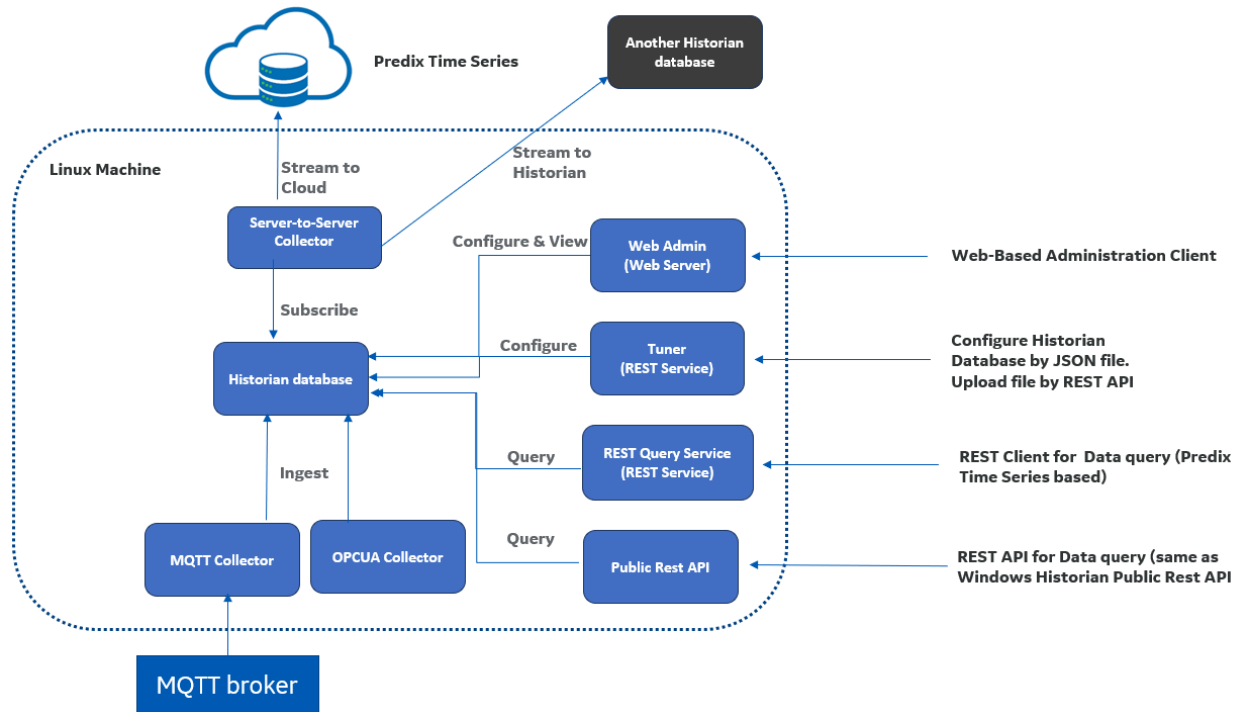 Predix Time Series
Another Historian
database
Linux Machine
Stream to
Cloud
Stream to
Historian
Server-to-Server
Collector
Configure & View
Web Admin
(Web Server)
Web-Based Administration Client
Subscribe
Historian database
Configure
Tuner
(REST Service)
Configure Historian
Database by JSON file.
Upload file by REST API
Ingest
Query
REST Query Service
(REST Service)
REST Client for Data query (Predix
Time Series based)
MQTT Collector
OPCUA Collector
Query
Public Rest API
REST API for Data query (same as
Windows Historian Public Rest API
MQTT broker